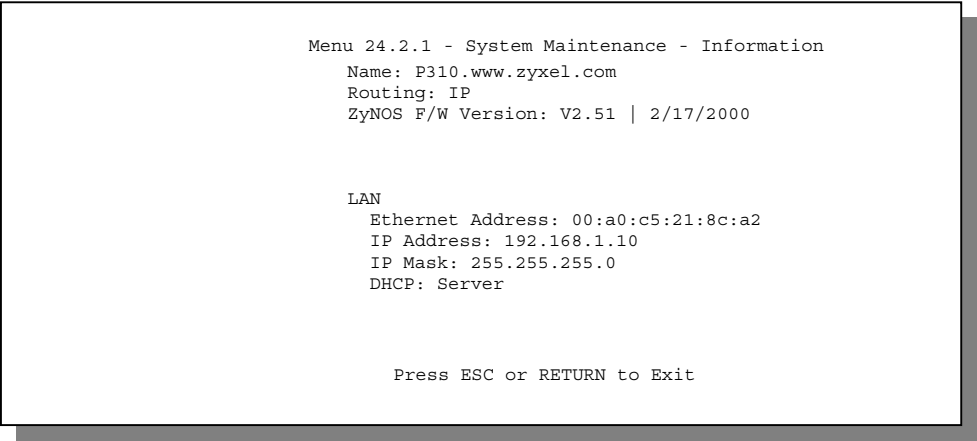 Menu 24.2.1 - System Maintenance - Information
Name: P310.www.zyxel.com
Routing: IP
ZyNOS F/W Version: V2.51 | 2/17/2000
LAN
Ethernet Address: 00:a0:c5:21:8c:a2
IP Address: 192.168.1.10
IP Mask: 255.255.255.0
DHCP: Server
Press ESC or RETURN to Exit